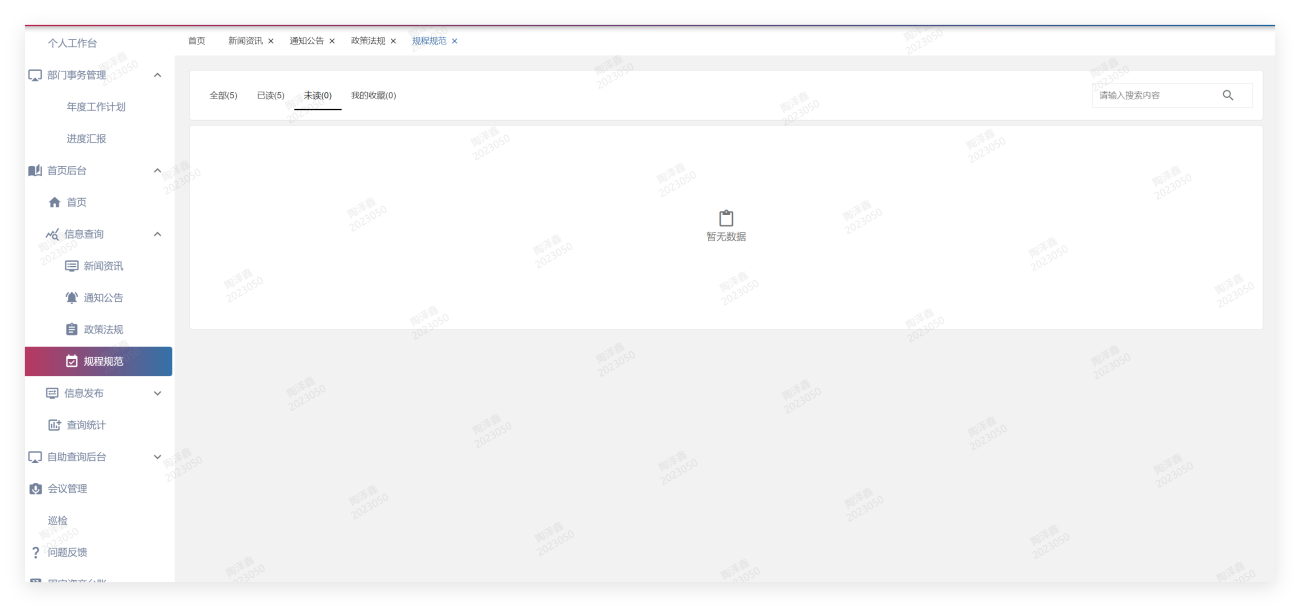 个人工作台
首页 新闻资讯 × 通知公告 × 政策法规 × 规程规范 ×
部门事务管理
年度工作计划
进度汇报
首页后台
首页
信息查询
新闻资讯
通知公告
政策法规
规程规范
信息发布
查询统计
自助查询后台
会议管理
巡检
? 问题反馈
全部(5) 已读(5) 未读(0) 我的收藏(0)
请输入搜索内容
暂无数据
陶泽鑫
2023050